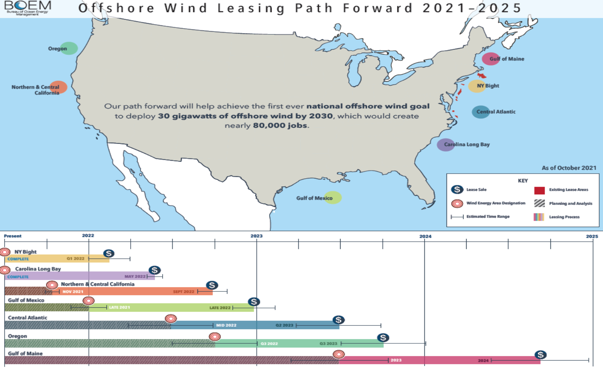 BOEM
Bureau of Ocean Energy Management
Offshore Wind Leasing Path Forward 2021–2025
Oregon
Northern & Central
California
Gulf of Maine
NY Bight
Central Atlantic
Carolina Long Bay
Gulf of Mexico
Our path forward will help achieve the first ever national offshore wind goal
to deploy 30 gigawatts of offshore wind by 2030, which would create
nearly 80,000 jobs.
As of October 2021
KEY
S Lease Sale
Existing Lease Areas
Wind Energy Area Designation
Planning and Analysis
Estimated Time Range
Leasing Process
Present
2022
2023
2024
2025
NY Bight
COMPLETE
Q1 2022
S
Carolina Long Bay
COMPLETE
MAY 2022
S
Northern & Central California
NOV 2021
SEPT 2022
S
Gulf of Mexico
LATE 2022
S
Central Atlantic
Q2 2023
S
Oregon
Q3 2023
S
Gulf of Maine
2023
2024
S